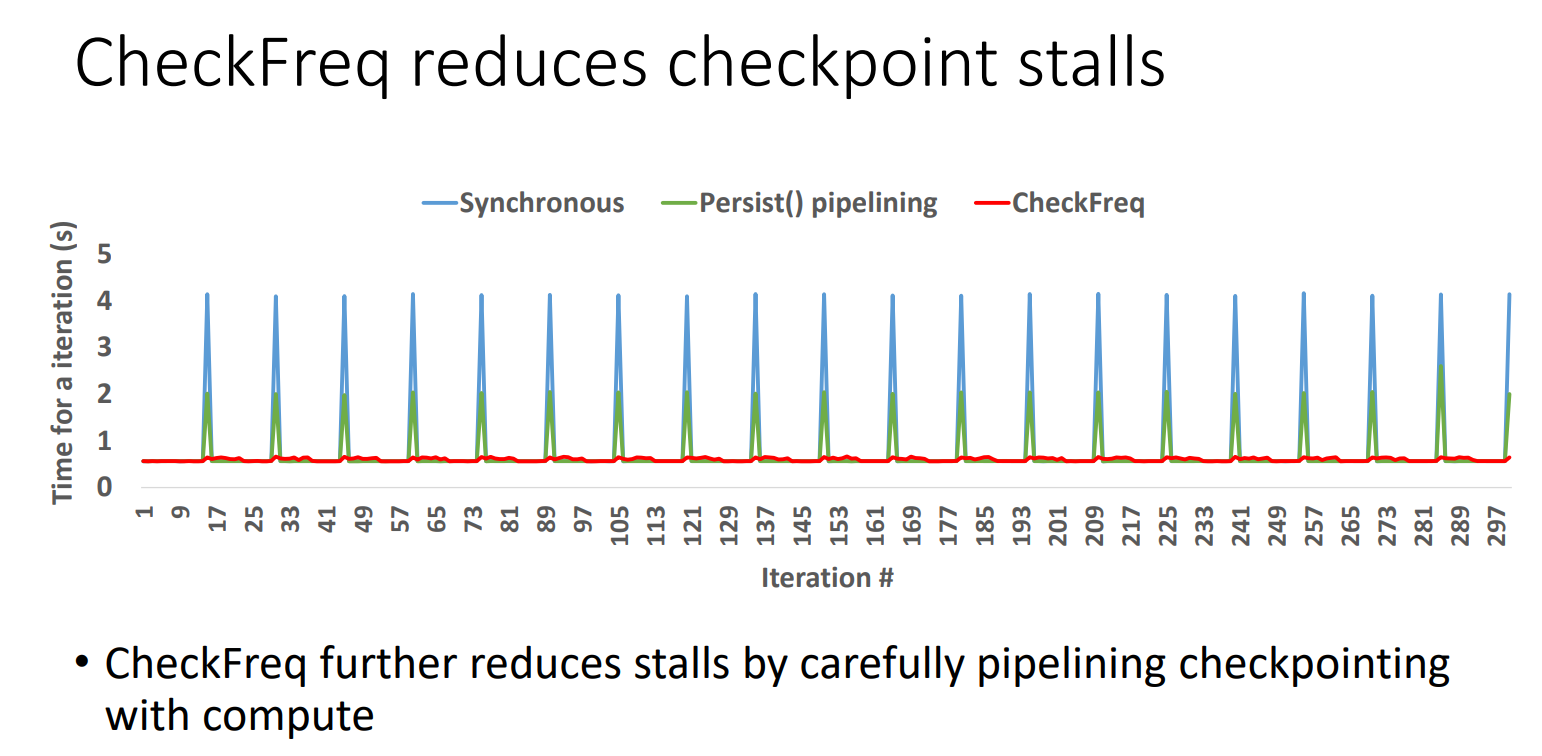 CheckFreq reduces checkpoint stalls
Synchronous Persist() pipelining CheckFreq
Time for a iteration (s)
5
4
3
2
1
0
1 9 17 25 33 41 49 57 65 73 81 89 97 105 113 121 129 137 145 153 161 169 177 185 193 201 209 217 225 233 241 249 257 265 273 281 289 297
Iteration #
• CheckFreq further reduces stalls by carefully pipelining checkpointing
with compute